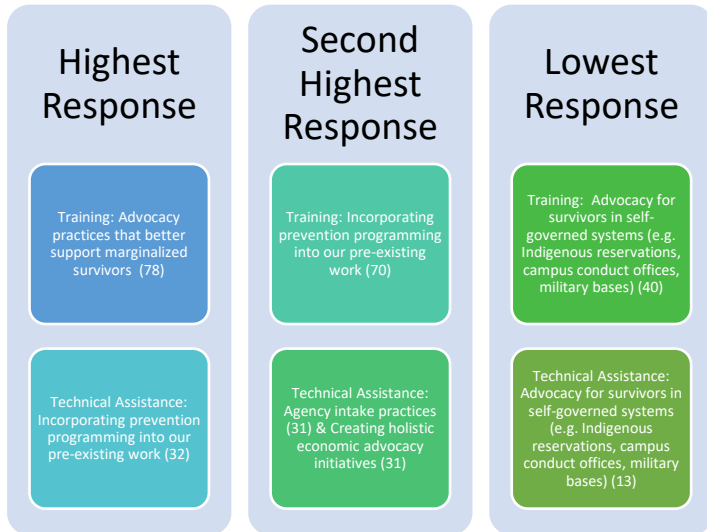 Highest
Response
Training: Advocacy
practices that better
support marginalized
survivors (78)
Technical Assistance:
Incorporating prevention
programming into our
pre-existing work (32)
Second
Highest
Response
Training: Incorporating
prevention programming
into our pre-existing
work (70)
Technical Assistance:
Agency intake practices
(31) & Creating holistic
economic advocacy
initiatives (31)
Lowest
Response
Training: Advocacy for
survivors in self-
governed systems (e.g.
Indigenous reservations,
campus conduct offices,
military bases) (40)
Technical Assistance:
Advocacy for survivors in
self-governed systems
(e.g. Indigenous
reservations, campus
conduct offices, military
bases) (13)